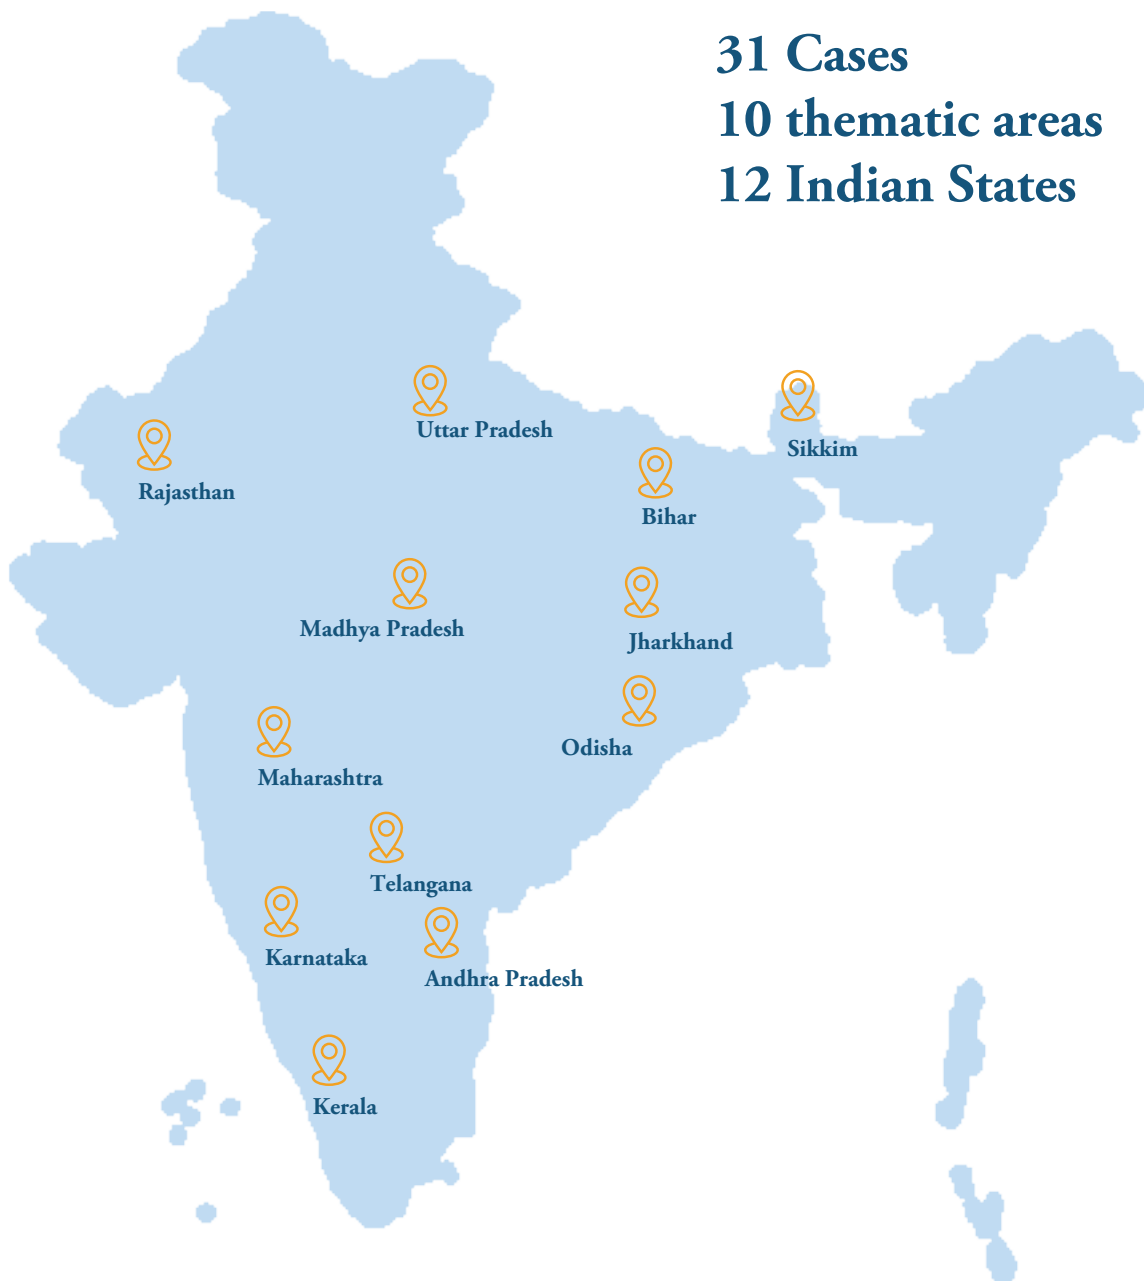 31 Cases
10 thematic areas
12 Indian States
Uttar Pradesh
Sikkim
Rajasthan
Bihar
Madhya Pradesh
Jharkhand
Odisha
Maharashtra
Telangana
Karnataka
Andhra Pradesh
Kerala